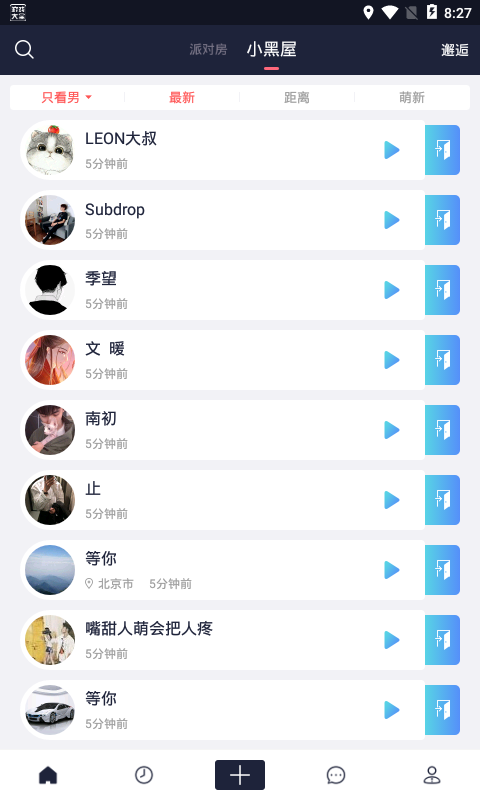 8:27
派对房
小黑屋
邂逅
只看男
最新
距离
萌新
LEON大叔
5分钟前
Subdrop
5分钟前
季望
5分钟前
文 暖
5分钟前
南初
5分钟前
止
5分钟前
等你
北京市 5分钟前
嘴甜人萌会把人疼
5分钟前
等你
5分钟前